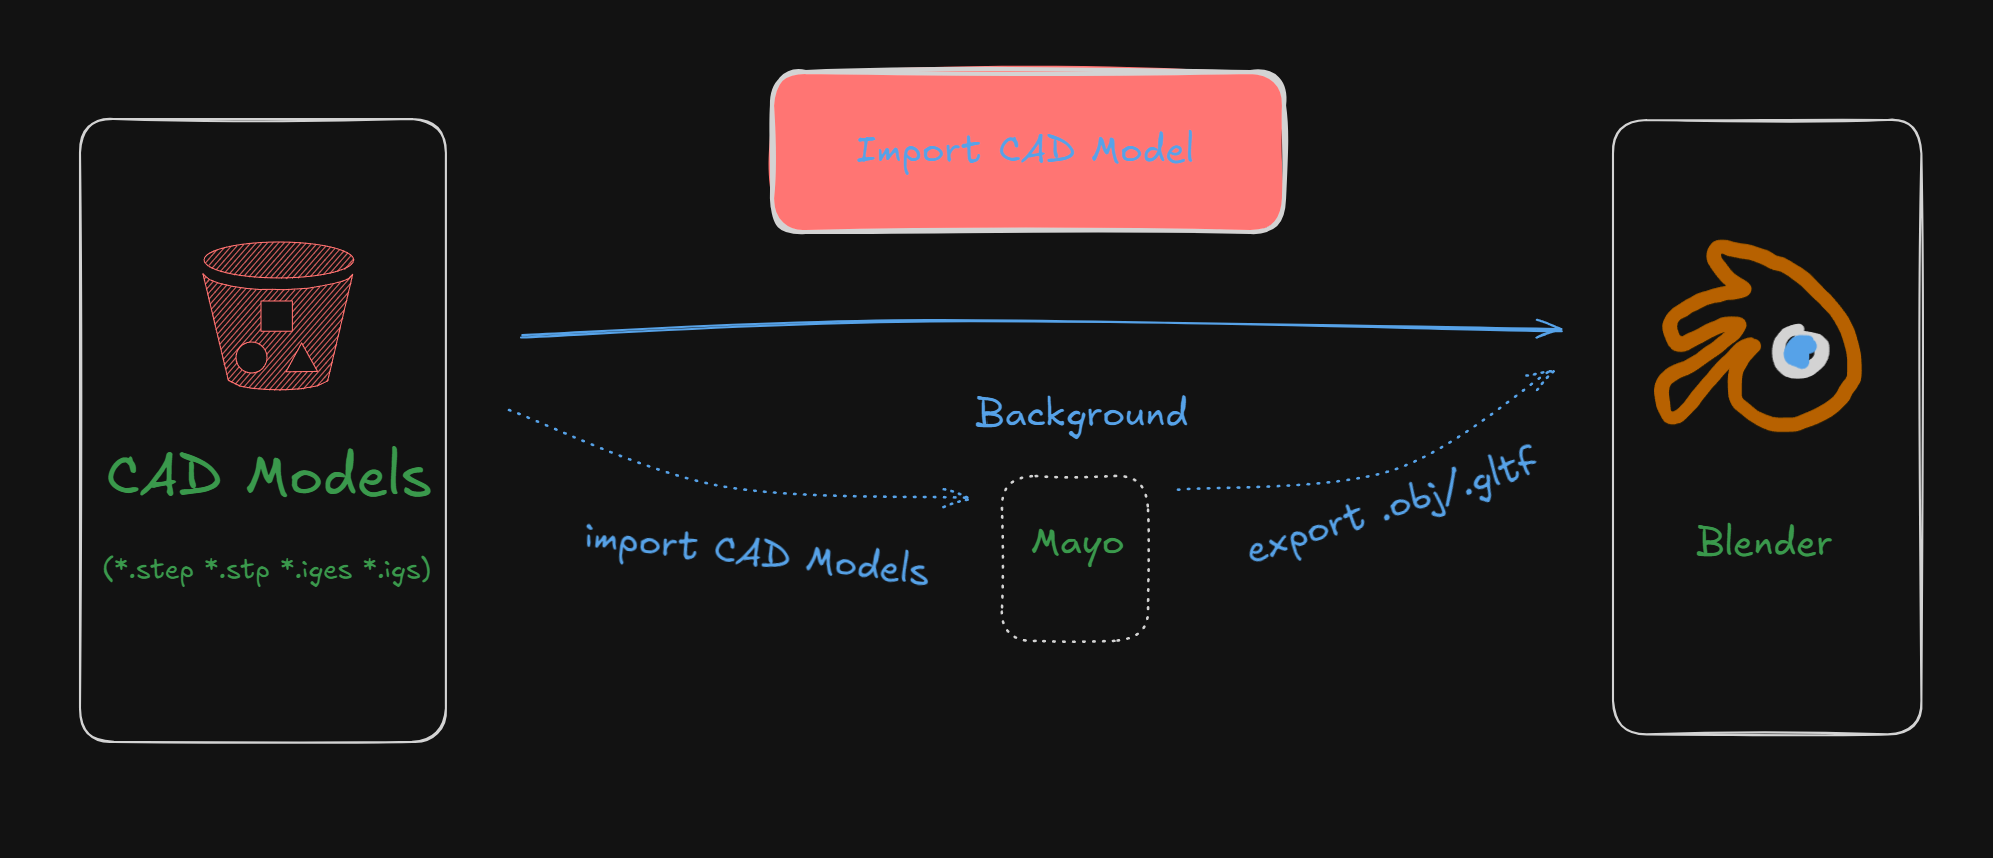 Import CAD Model
CAD Models
(*.step *.stp *.iges *.igs)
Background
import CAD Models
Mayo
export .obj/.gltf
Blender